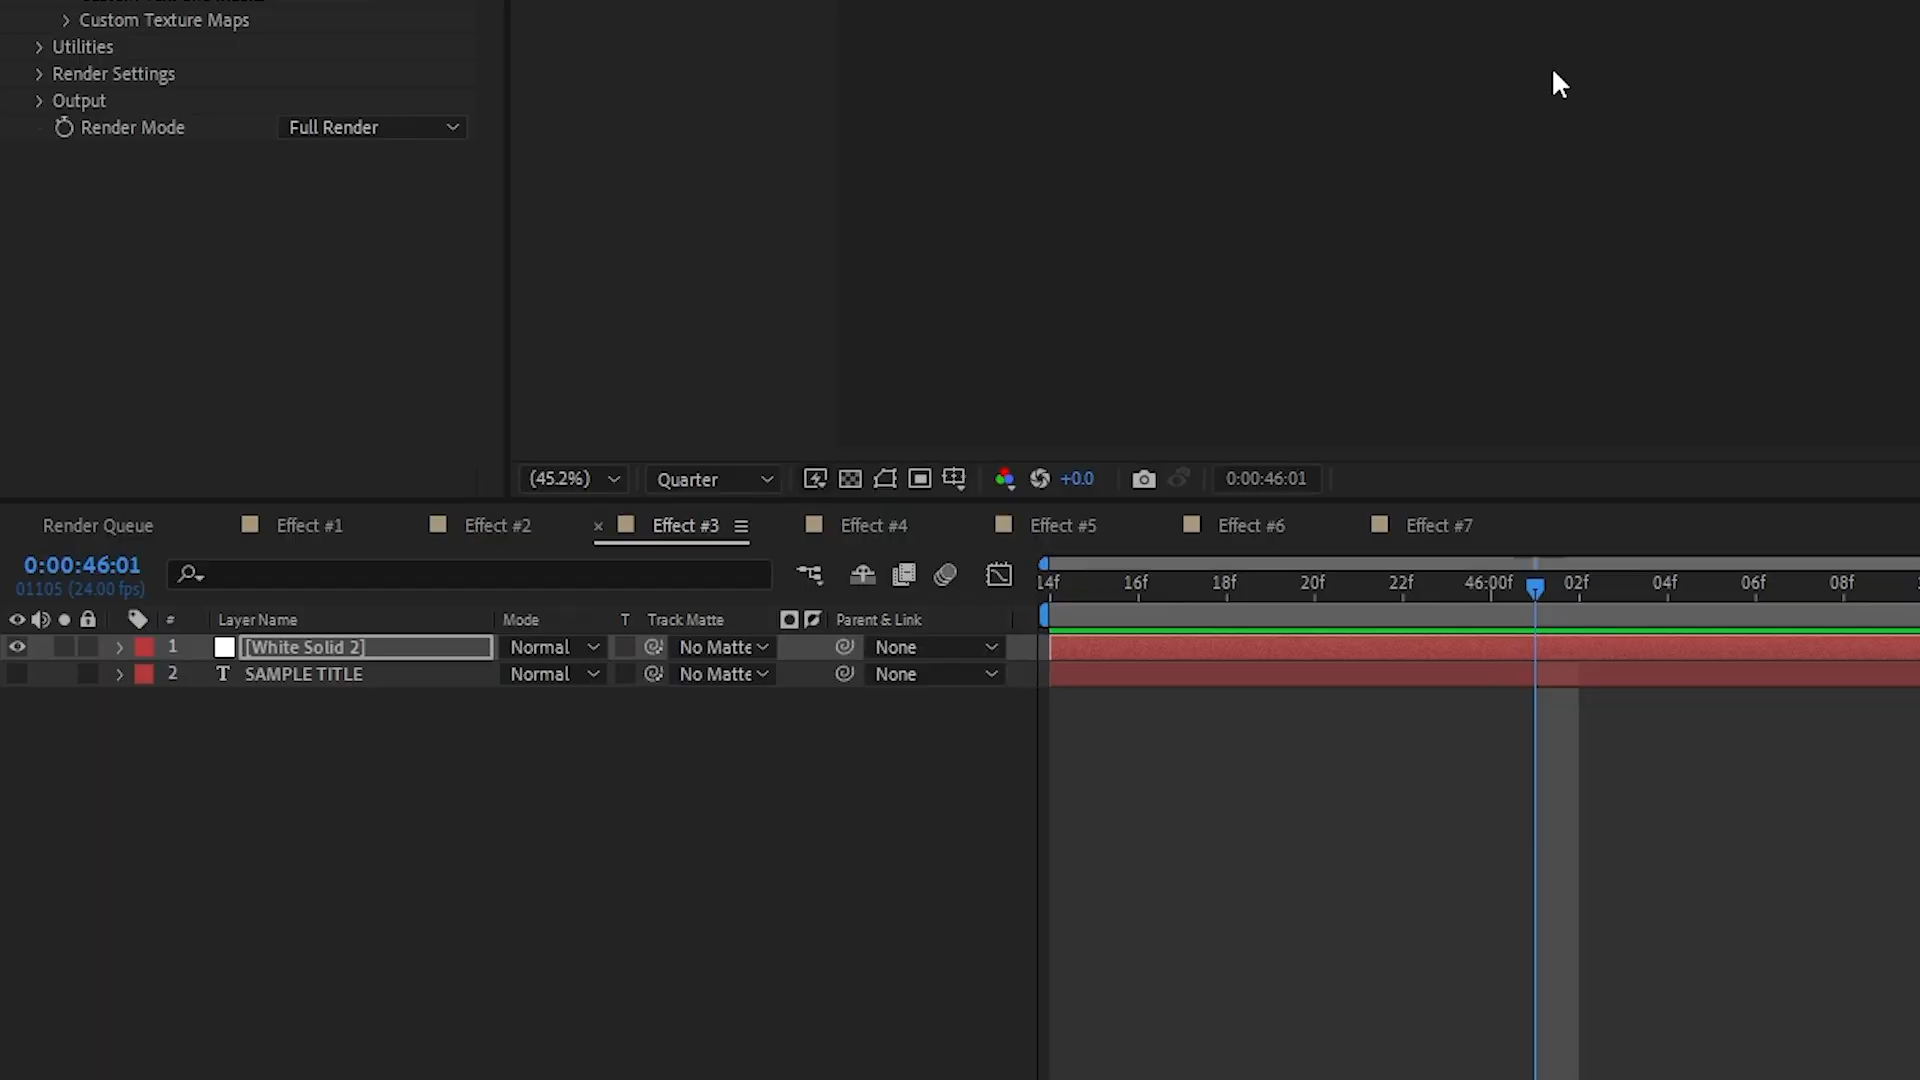 Custom Texture Maps
Utilities
Render Settings
Output
Render Mode Full Render
(45.2%) Quarter +0.0 0:00:46:01
Render Queue Effect #1 Effect #2 Effect #3 Effect #4 Effect #5 Effect #6 Effect #7
0:00:46:01
01105 (24.00 fps)
14f 16f 18f 20f 22f 46:00f 02f 04f 06f 08f
# Layer Name Mode T Track Matte Parent & Link
1 [White Solid 2] Normal No Matte None
2 T SAMPLE TITLE Normal No Matte None